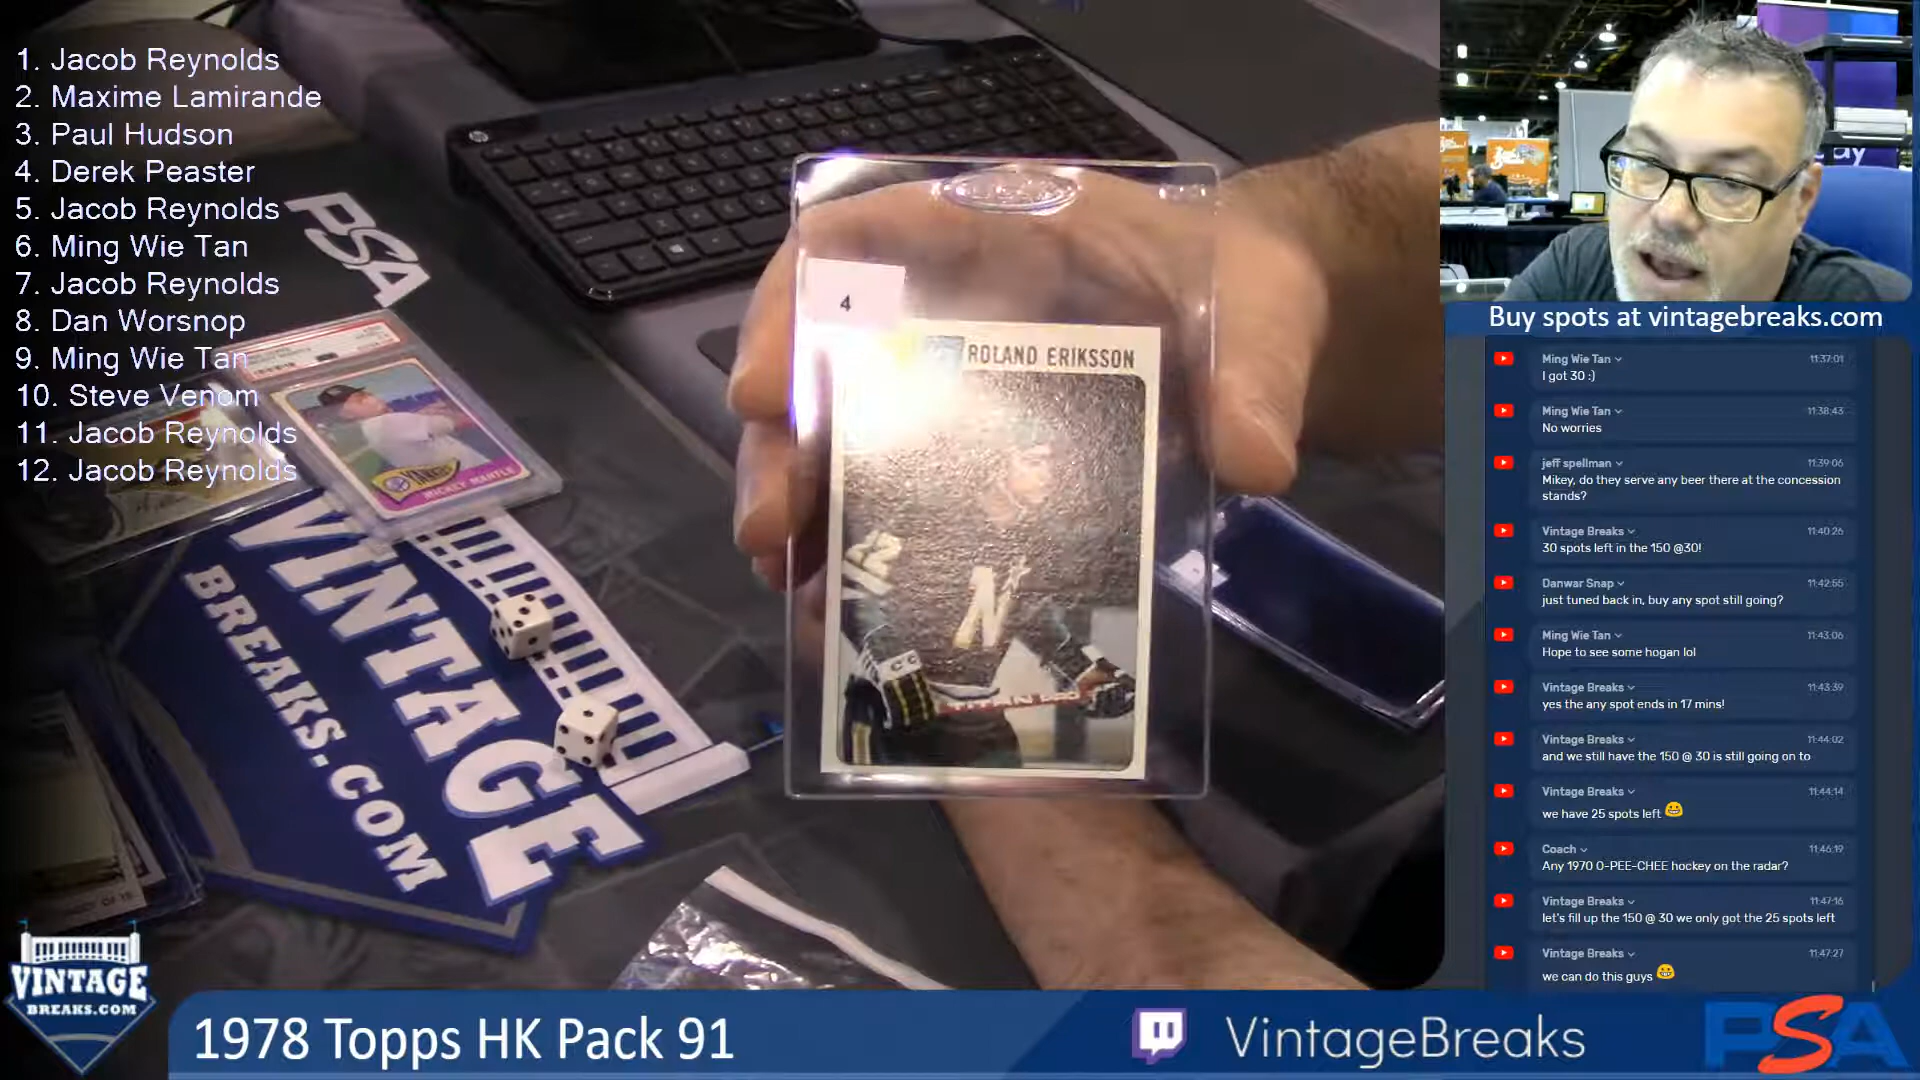 1. Jacob Reynolds
2. Maxime Lamirande
3. Paul Hudson
4. Derek Peaster
5. Jacob Reynolds
6. Ming Wie Tan
7. Jacob Reynolds
8. Dan Worsnop
9. Ming Wie Tan
10. Steve Venom
11. Jacob Reynolds
12. Jacob Reynolds
PSA
YANKEES
MICKEY MANTLE
VINTAGE
BREAKS.COM
4
ROLAND ERIKSSON
22
N
CC
ay
Buy spots at vintagebreaks.com
Ming Wie Tan 11:37:01
I got 30 :)
Ming Wie Tan 11:38:43
No worries
jeff spellman 11:39:06
Mikey, do they serve any beer there at the concession
stands?
Vintage Breaks 11:40:26
30 spots left in the 150 @30!
Danwar Snap 11:42:55
just tuned back in, buy any spot still going?
Ming Wie Tan 11:43:06
Hope to see some hogan lol
Vintage Breaks 11:43:39
yes the any spot ends in 17 mins!
Vintage Breaks 11:44:02
and we still have the 150 @ 30 is still going on to
Vintage Breaks 11:44:14
we have 25 spots left 😬
Coach 11:46:19
Any 1970 O-PEE-CHEE hockey on the radar?
Vintage Breaks 11:47:16
let's fill up the 150 @ 30 we only got the 25 spots left
Vintage Breaks 11:47:27
we can do this guys 😬
VINTAGE
BREAKS.COM
1978 Topps HK Pack 91
VintageBreaks
PSA